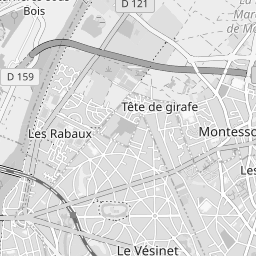 D 121
Bois
D 159
Tête de girafe
Les Rabaux
Montesso
Les
Le Vésinet